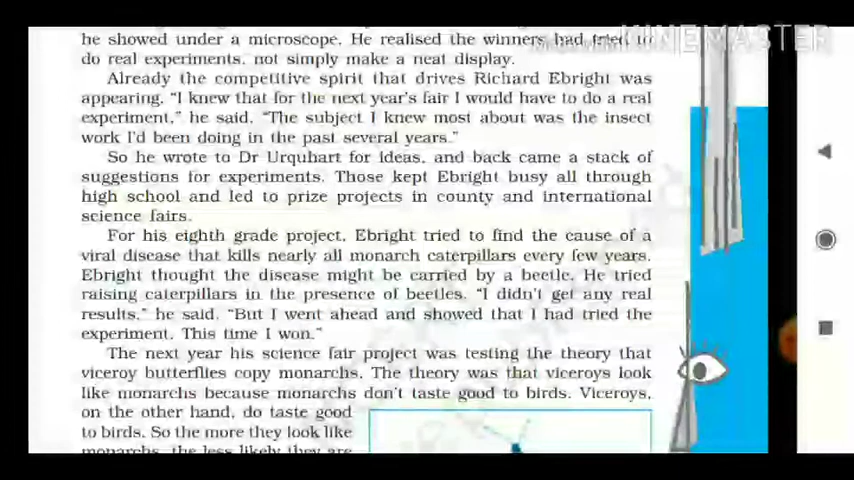 KINEMASTER
he showed under a microscope. He realised the winners had tried to
do real experiments, not simply make a neat display.
Already the competitive spirit that drives Richard Ebright was
appearing. “I knew that for the next year's fair I would have to do a real
experiment,” he said. “The subject I knew most about was the insect
work I'd been doing in the past several years.”
So he wrote to Dr Urquhart for ideas, and back came a stack of
suggestions for experiments. Those kept Ebright busy all through
high school and led to prize projects in county and international
science fairs.
For his eighth grade project, Ebright tried to find the cause of a
viral disease that kills nearly all monarch caterpillars every few years.
Ebright thought the disease might be carried by a beetle. He tried
raising caterpillars in the presence of beetles. “I didn't get any real
results,” he said. “But I went ahead and showed that I had tried the
experiment. This time I won.”
The next year his science fair project was testing the theory that
viceroy butterflies copy monarchs. The theory was that viceroys look
like monarchs because monarchs don't taste good to birds. Viceroys,
on the other hand, do taste good
to birds. So the more they look like
monarchs, the less likely they are